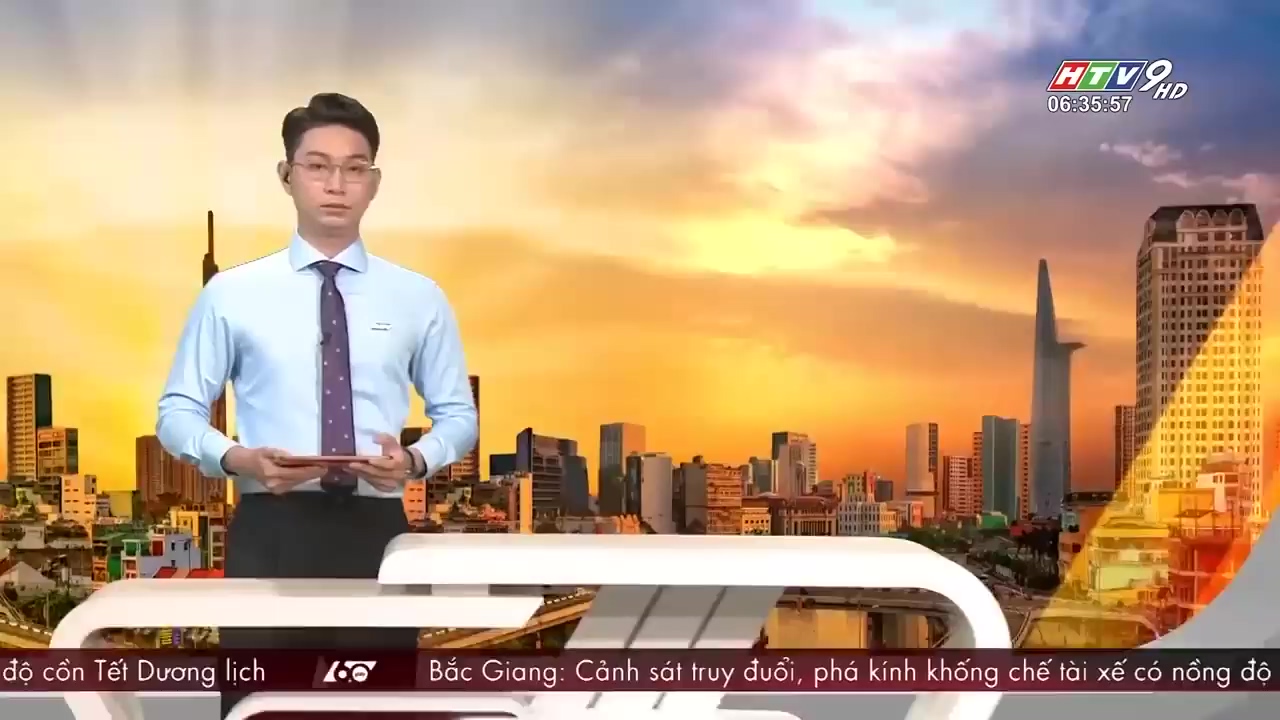 HTV9 HD
06:35:57
độ cồn Tết Dương lịch 60 Bắc Giang: Cảnh sát truy đuổi, phá kính khống chế tài xế có nồng độ